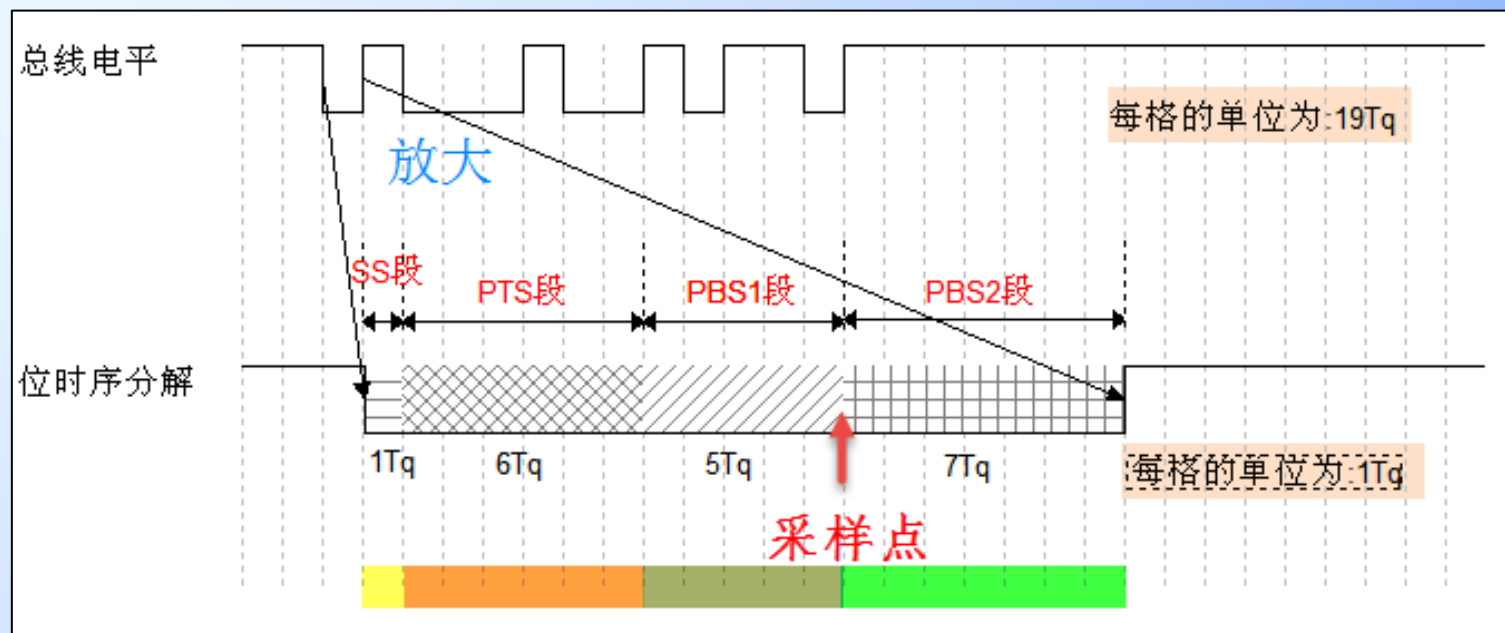 总线电平
每格的单位为:19Tq
放大
SS段
PTS段
PBS1段
PBS2段
位时序分解
1Tq
6Tq
5Tq
7Tq
每格的单位为:1Tq
采样点